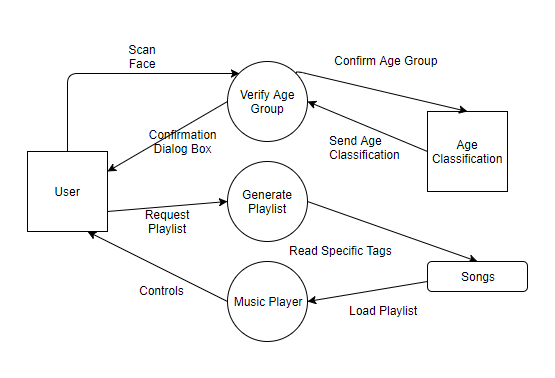 Scan
Face
Confirm Age Group
Verify Age
Group
Confirmation
Dialog Box
Send Age
Classification
Age
Classification
User
Generate
Playlist
Request
Playlist
Read Specific Tags
Songs
Controls
Music Player
Load Playlist